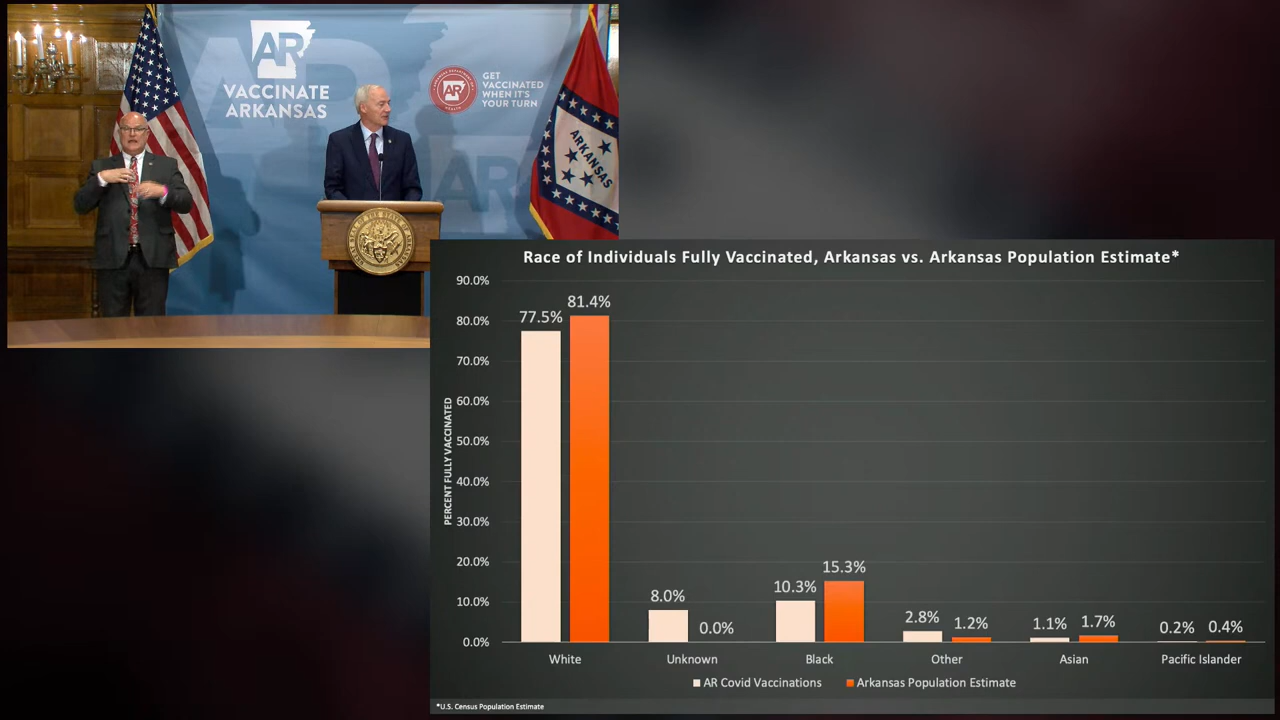 AR
VACCINATE
ARKANSAS
AR
GET
VACCINATED
WHEN IT'S
YOUR TURN
ARKANSAS
Race of Individuals Fully Vaccinated, Arkansas vs. Arkansas Population Estimate*
PERCENT FULLY VACCINATED
90.0%
80.0%
70.0%
60.0%
50.0%
40.0%
30.0%
20.0%
10.0%
0.0%
77.5% 81.4%
8.0% 0.0%
10.3% 15.3%
2.8% 1.2%
1.1% 1.7%
0.2% 0.4%
White Unknown Black Other Asian Pacific Islander
AR Covid Vaccinations Arkansas Population Estimate
*U.S. Census Population Estimate